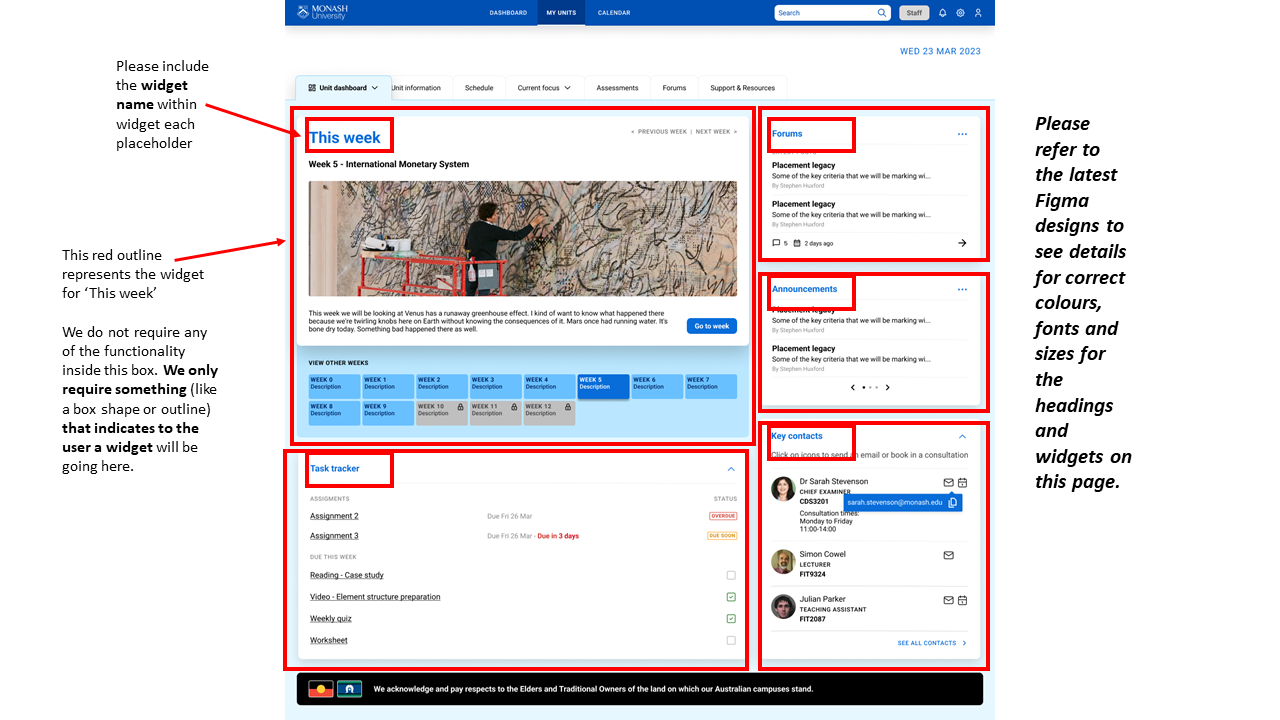 MONASH
University
DASHBOARD
MY UNITS
CALENDAR
Search
Staff
WED 23 MAR 2023
Unit dashboard
Unit information
Schedule
Current focus
Assessments
Forums
Support & Resources
Please include
the widget
name within
widget each
placeholder
This red outline
represents the widget
for ‘This week’
We do not require any
of the functionality
inside this box. We only
require something (like
a box shape or outline)
that indicates to the
user a widget will be
going here.
This week
< PREVIOUS WEEK | NEXT WEEK >
Week 5 - International Monetary System
This week we will be looking at Venus has a runaway greenhouse effect. I kind of want to know what happened there
because we're twirling knobs here on Earth without knowing the consequences of it. Mars once had running water. It's
bone dry today. Something bad happened there as well.
Go to week
VIEW OTHER WEEKS
WEEK 0 WEEK 1 WEEK 2 WEEK 3 WEEK 4 WEEK 5 WEEK 6 WEEK 7
Description Description Description Description Description Description Description Description
WEEK 8 WEEK 9 WEEK 10 WEEK 11 WEEK 12
Description Description Description Description Description
Task tracker
ASSIGMENTS STATUS
Assignment 2 Due Fri 26 Mar OVERDUE
Assignment 3 Due Fri 26 Mar - Due in 3 days DUE SOON
DUE THIS WEEK
Reading - Case study
Video - Element structure preparation
Weekly quiz
Worksheet
Forums
Placement legacy
Some of the key criteria that we will be marking wi...
By Stephen Huxford
Placement legacy
Some of the key criteria that we will be marking wi...
By Stephen Huxford
5 2 days ago
Announcements
Placement legacy
Some of the key criteria that we will be marking wi...
By Stephen Huxford
Placement legacy
Some of the key criteria that we will be marking wi...
By Stephen Huxford
Key contacts
Click on icons to send an email or book in a consultation
Dr Sarah Stevenson
CHIEF EXAMINER
CDS3201
sarah.stevenson@monash.edu
Consultation times:
Monday to Friday
11:00-14:00
Simon Cowel
LECTURER
FIT9324
Julian Parker
TEACHING ASSISTANT
FIT2087
SEE ALL CONTACTS
Please
refer to
the latest
Figma
designs to
see details
for correct
colours,
fonts and
sizes for
the
headings
and
widgets on
this page.
We acknowledge and pay respects to the Elders and Traditional Owners of the land on which our Australian campuses stand.